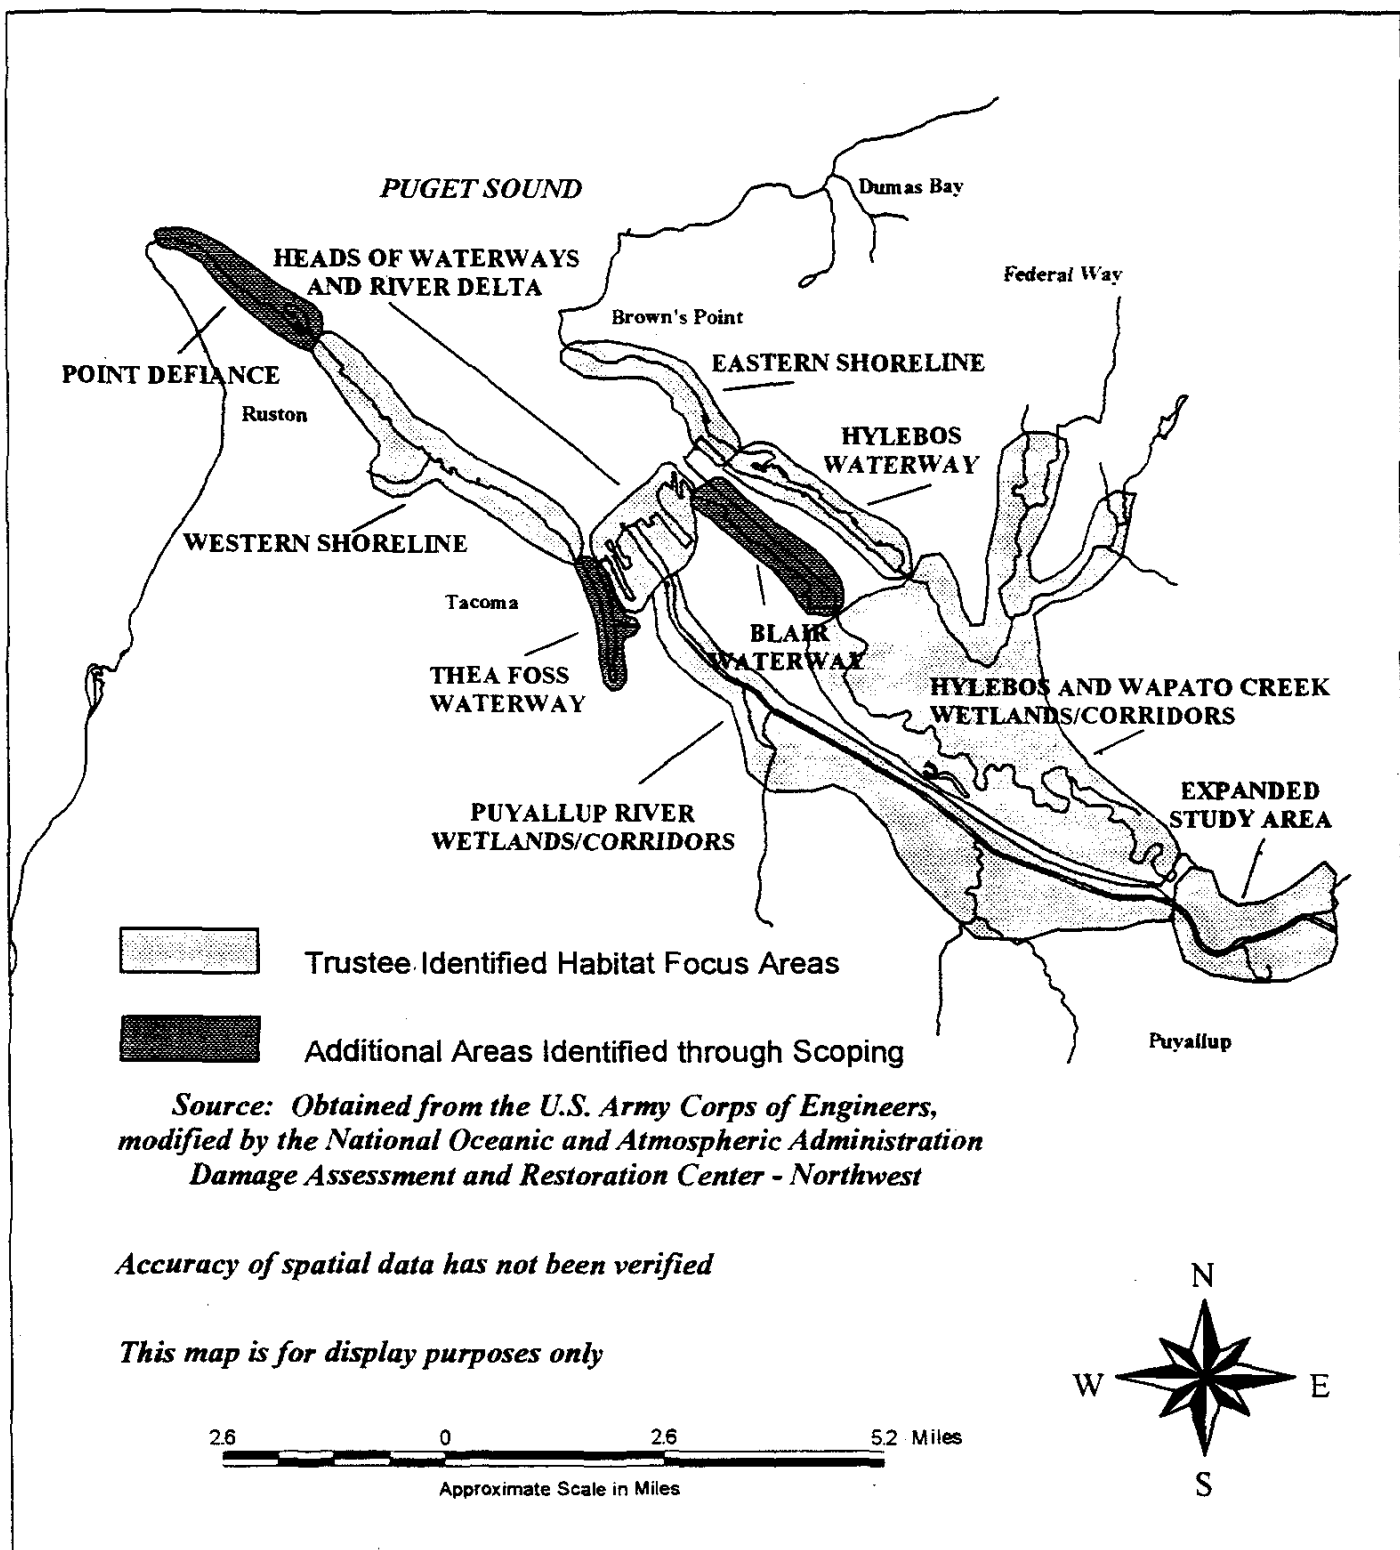 PUGET SOUND
Dumas Bay
HEADS OF WATERWAYS
AND RIVER DELTA
Federal Way
Brown's Point
POINT DEFIANCE
EASTERN SHORELINE
Ruston
HYLEBOS
WATERWAY
WESTERN SHORELINE
Tacoma
BLAIR
WATERWAY
THEA FOSS
WATERWAY
HYLEBOS AND WAPATO CREEK
WETLANDS/CORRIDORS
PUYALLUP RIVER
WETLANDS/CORRIDORS
EXPANDED
STUDY AREA
Trustee Identified Habitat Focus Areas
Additional Areas Identified through Scoping
Puyallup
Source: Obtained from the U.S. Army Corps of Engineers,
modified by the National Oceanic and Atmospheric Administration
Damage Assessment and Restoration Center - Northwest
Accuracy of spatial data has not been verified
This map is for display purposes only
N
W E
S
2.6 0 2.6 5.2 Miles
Approximate Scale in Miles